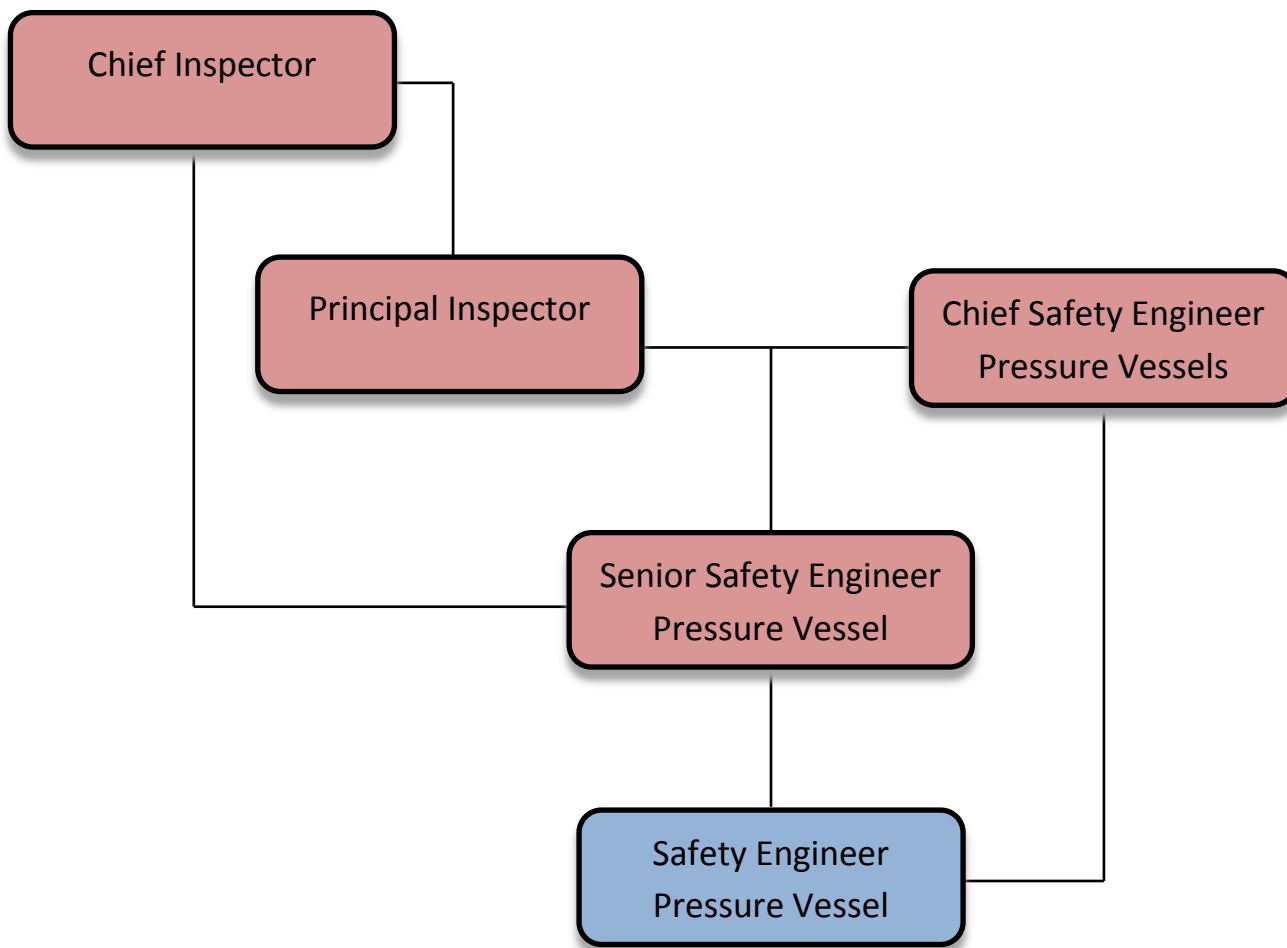 Chief Inspector
Principal Inspector
Chief Safety Engineer
Pressure Vessels
Senior Safety Engineer
Pressure Vessel
Safety Engineer
Pressure Vessel